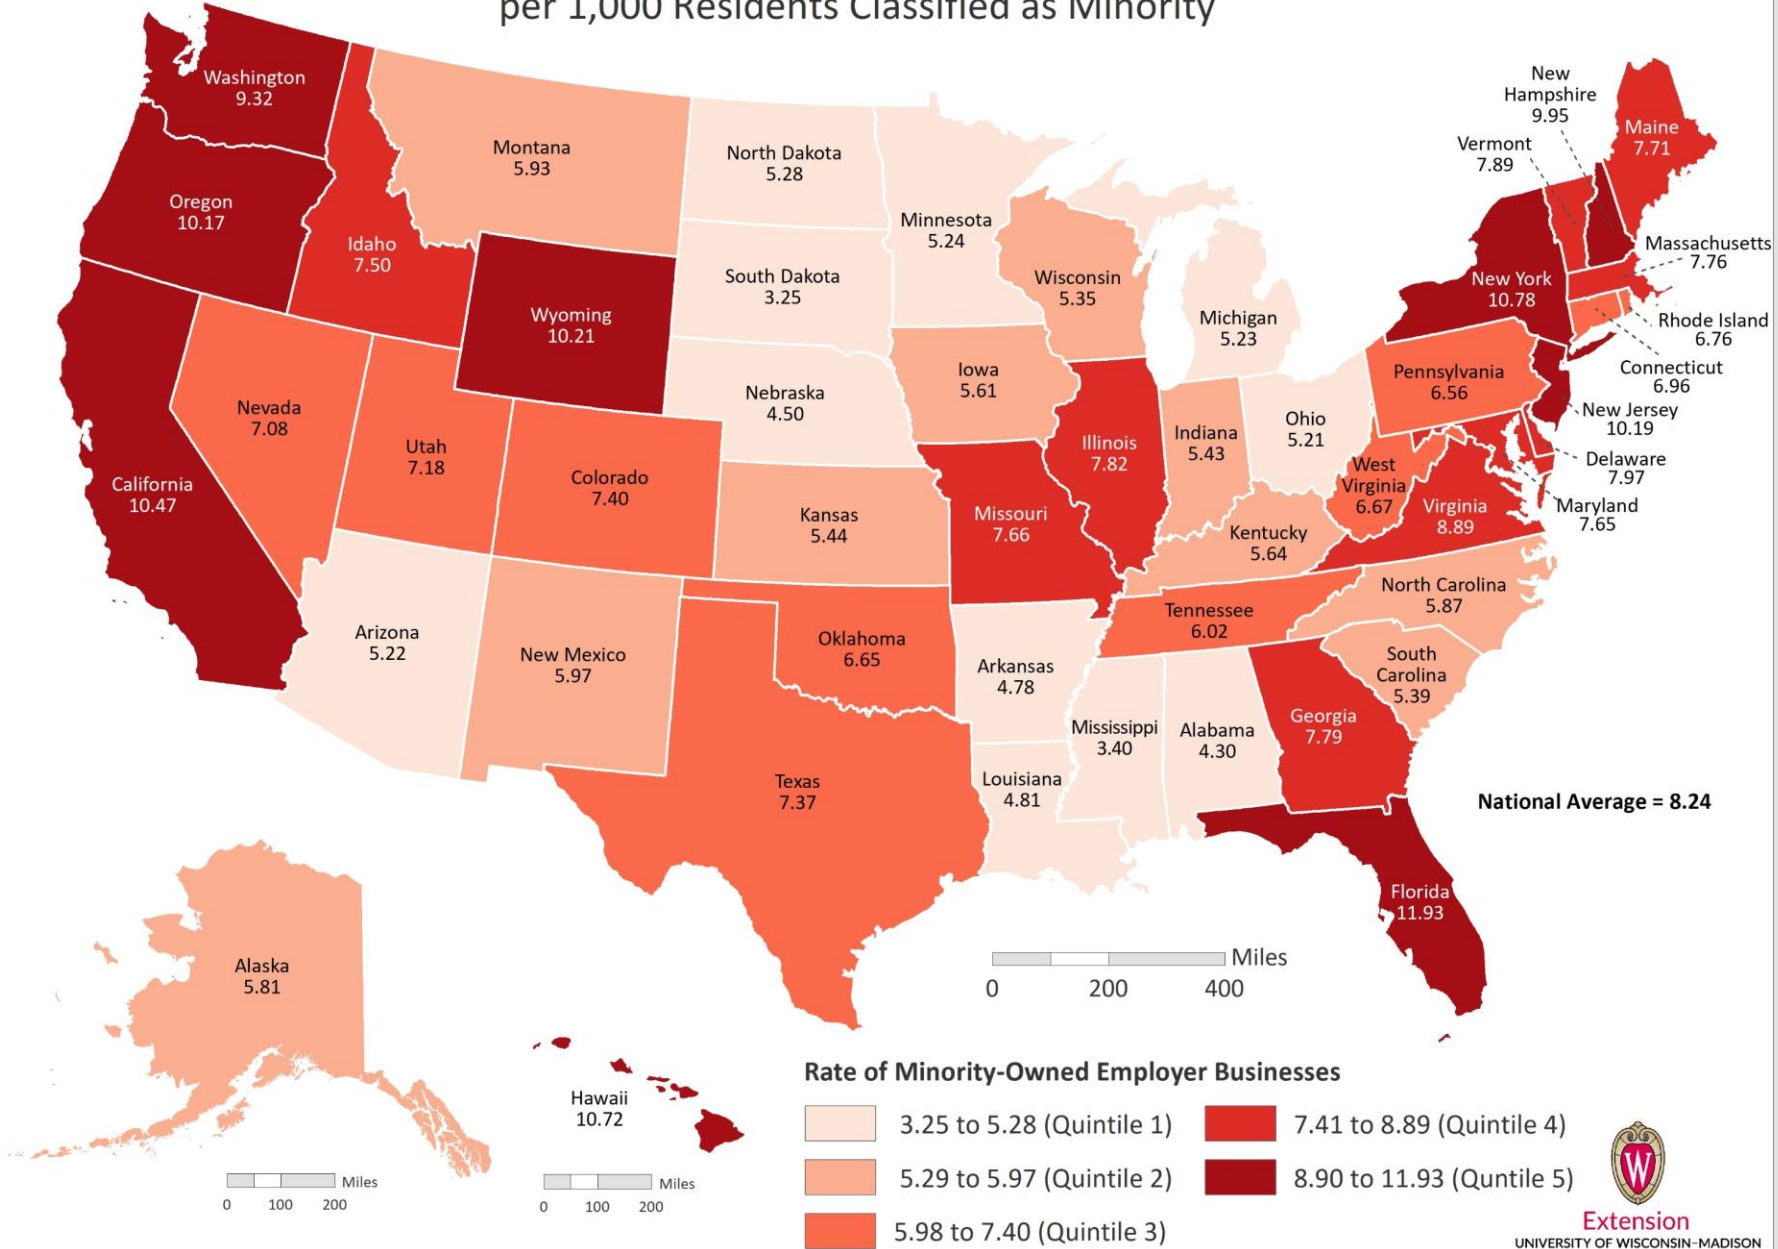 per 1,000 Residents Classified as Minority
Washington
9.32
Oregon
10.17
California
10.47
Idaho
7.50
Nevada
7.08
Utah
7.18
Arizona
5.22
Montana
5.93
Wyoming
10.21
Colorado
7.40
New Mexico
5.97
North Dakota
5.28
South Dakota
3.25
Nebraska
4.50
Kansas
5.44
Oklahoma
6.65
Texas
7.37
Minnesota
5.24
Iowa
5.61
Missouri
7.66
Arkansas
4.78
Louisiana
4.81
Wisconsin
5.35
Illinois
7.82
Michigan
5.23
Indiana
5.43
Ohio
5.21
Kentucky
5.64
Tennessee
6.02
Mississippi
3.40
Alabama
4.30
Georgia
7.79
Florida
11.93
South
Carolina
5.39
North Carolina
5.87
Virginia
8.89
West
Virginia
6.67
Pennsylvania
6.56
New York
10.78
Vermont
7.89
New
Hampshire
9.95
Maine
7.71
Massachusetts
7.76
Rhode Island
6.76
Connecticut
6.96
New Jersey
10.19
Delaware
7.97
Maryland
7.65
National Average = 8.24
Alaska
5.81
Hawaii
10.72
Miles
0 200 400
Miles
0 100 200
Miles
0 100 200
Rate of Minority-Owned Employer Businesses
3.25 to 5.28 (Quintile 1)
5.29 to 5.97 (Quintile 2)
5.98 to 7.40 (Quintile 3)
7.41 to 8.89 (Quintile 4)
8.90 to 11.93 (Quntile 5)
W
Extension
UNIVERSITY OF WISCONSIN–MADISON